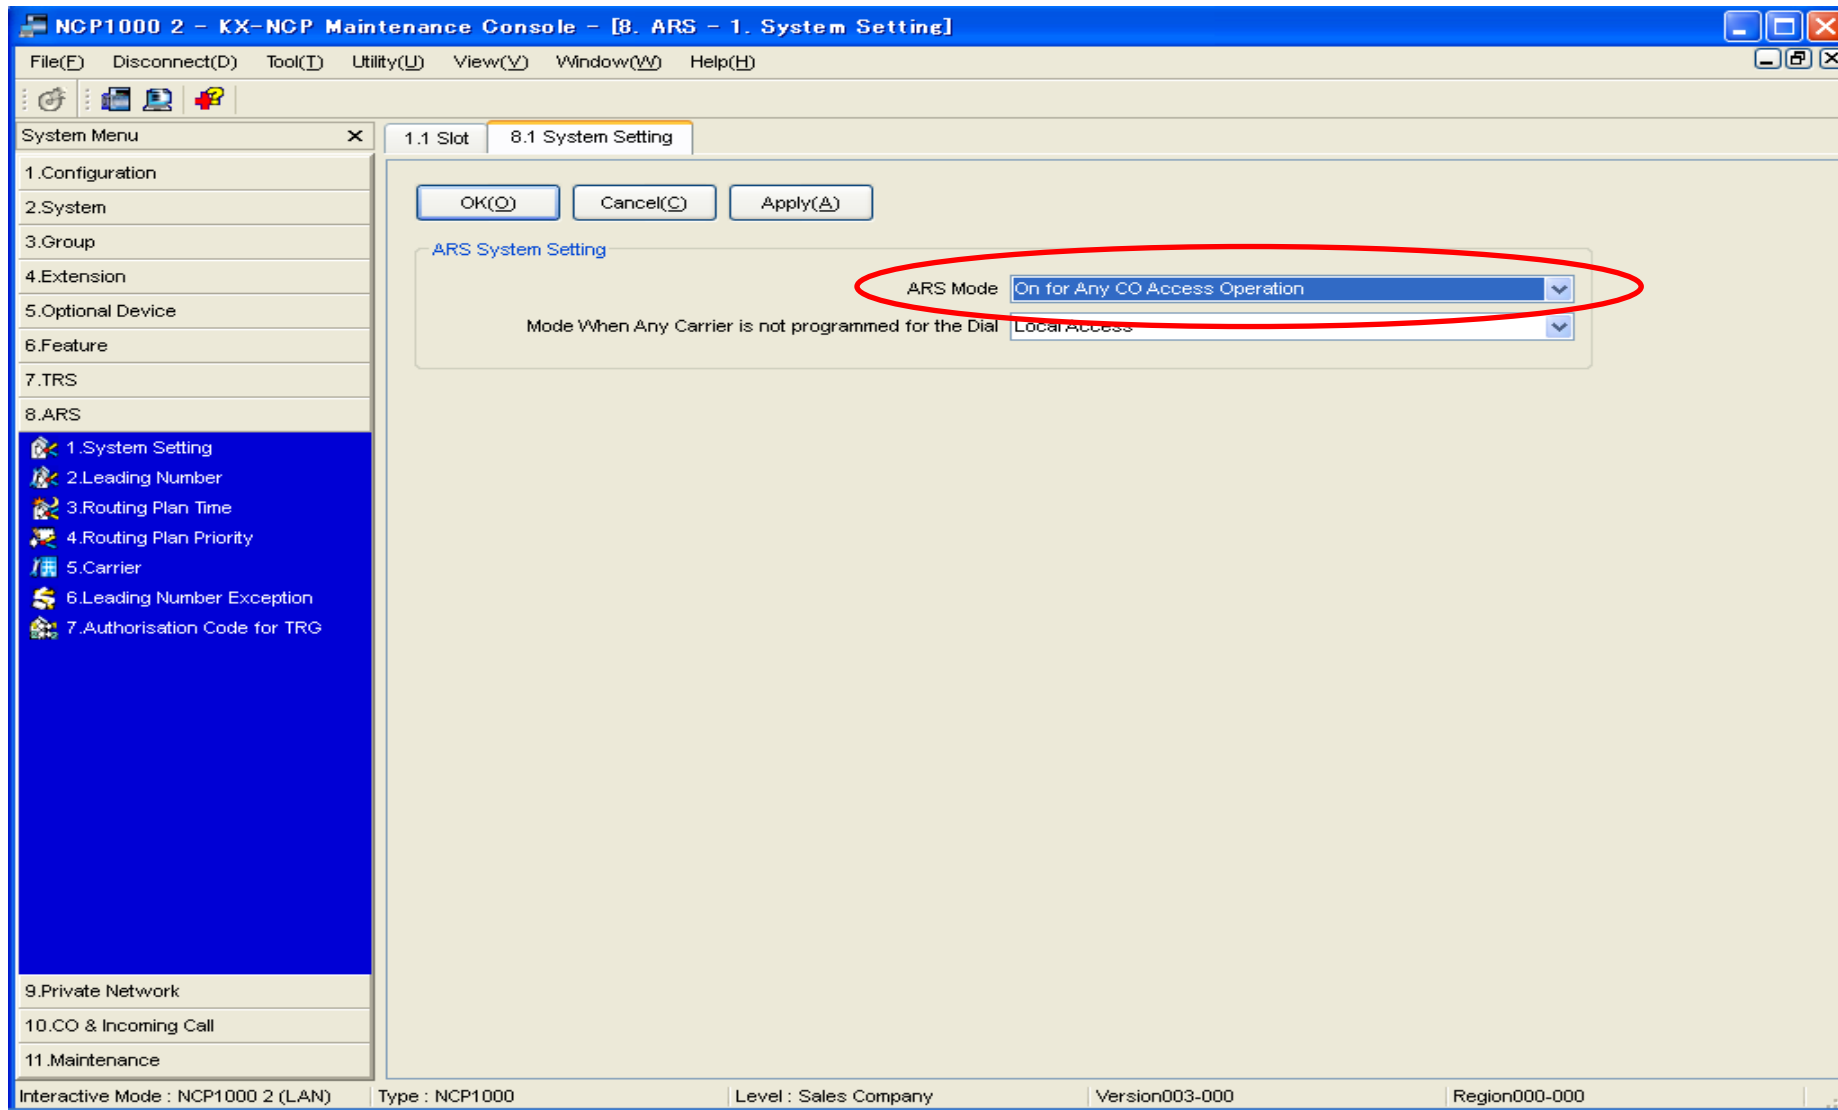 NCP1000 2 - KX-NCP Maintenance Console - [8. ARS - 1. System Setting]
File(F) Disconnect(D) Tool(T) Utility(U) View(V) Window(W) Help(H)
System Menu
1.1 Slot 8.1 System Setting
1.Configuration
2.System
3.Group
4.Extension
5.Optional Device
6.Feature
7.TRS
8.ARS
1.System Setting
2.Leading Number
3.Routing Plan Time
4.Routing Plan Priority
5.Carrier
6.Leading Number Exception
7.Authorisation Code for TRG
9.Private Network
10.CO & Incoming Call
11.Maintenance
OK(O) Cancel(C) Apply(A)
ARS System Setting
ARS Mode On for Any CO Access Operation
Mode When Any Carrier is not programmed for the Dial Local Access
Interactive Mode : NCP1000 2 (LAN) Type : NCP1000 Level : Sales Company Version003-000 Region000-000